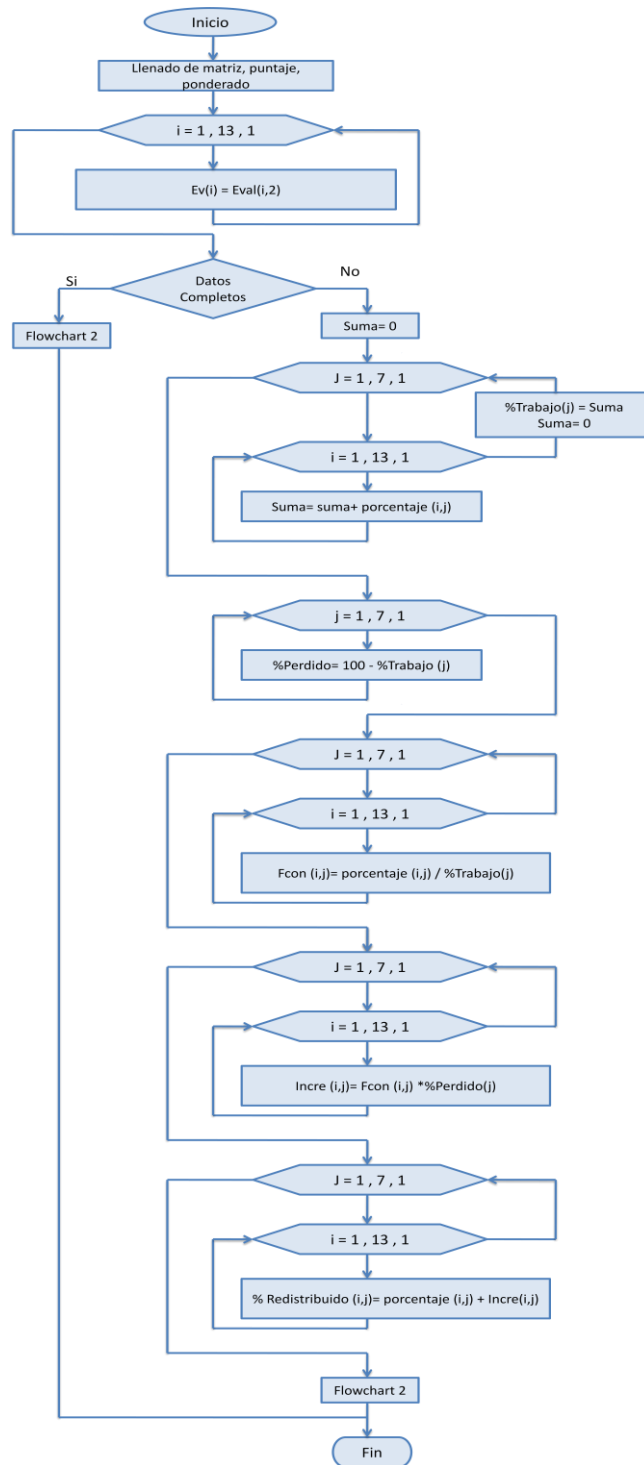 Inicio
Llenado de matriz, puntaje,
ponderado
i = 1 , 13 , 1
Ev(i) = Eval(i,2)
Si
Datos
Completos
No
Flowchart 2
Suma= 0
J = 1 , 7 , 1
%Trabajo(j) = Suma
Suma= 0
i = 1 , 13 , 1
Suma= suma+ porcentaje (i,j)
j = 1 , 7 , 1
%Perdido= 100 - %Trabajo (j)
J = 1 , 7 , 1
i = 1 , 13 , 1
Fcon (i,j)= porcentaje (i,j) / %Trabajo(j)
J = 1 , 7 , 1
i = 1 , 13 , 1
Incre (i,j)= Fcon (i,j) *%Perdido(j)
J = 1 , 7 , 1
i = 1 , 13 , 1
% Redistribuido (i,j)= porcentaje (i,j) + Incre(i,j)
Flowchart 2
Fin